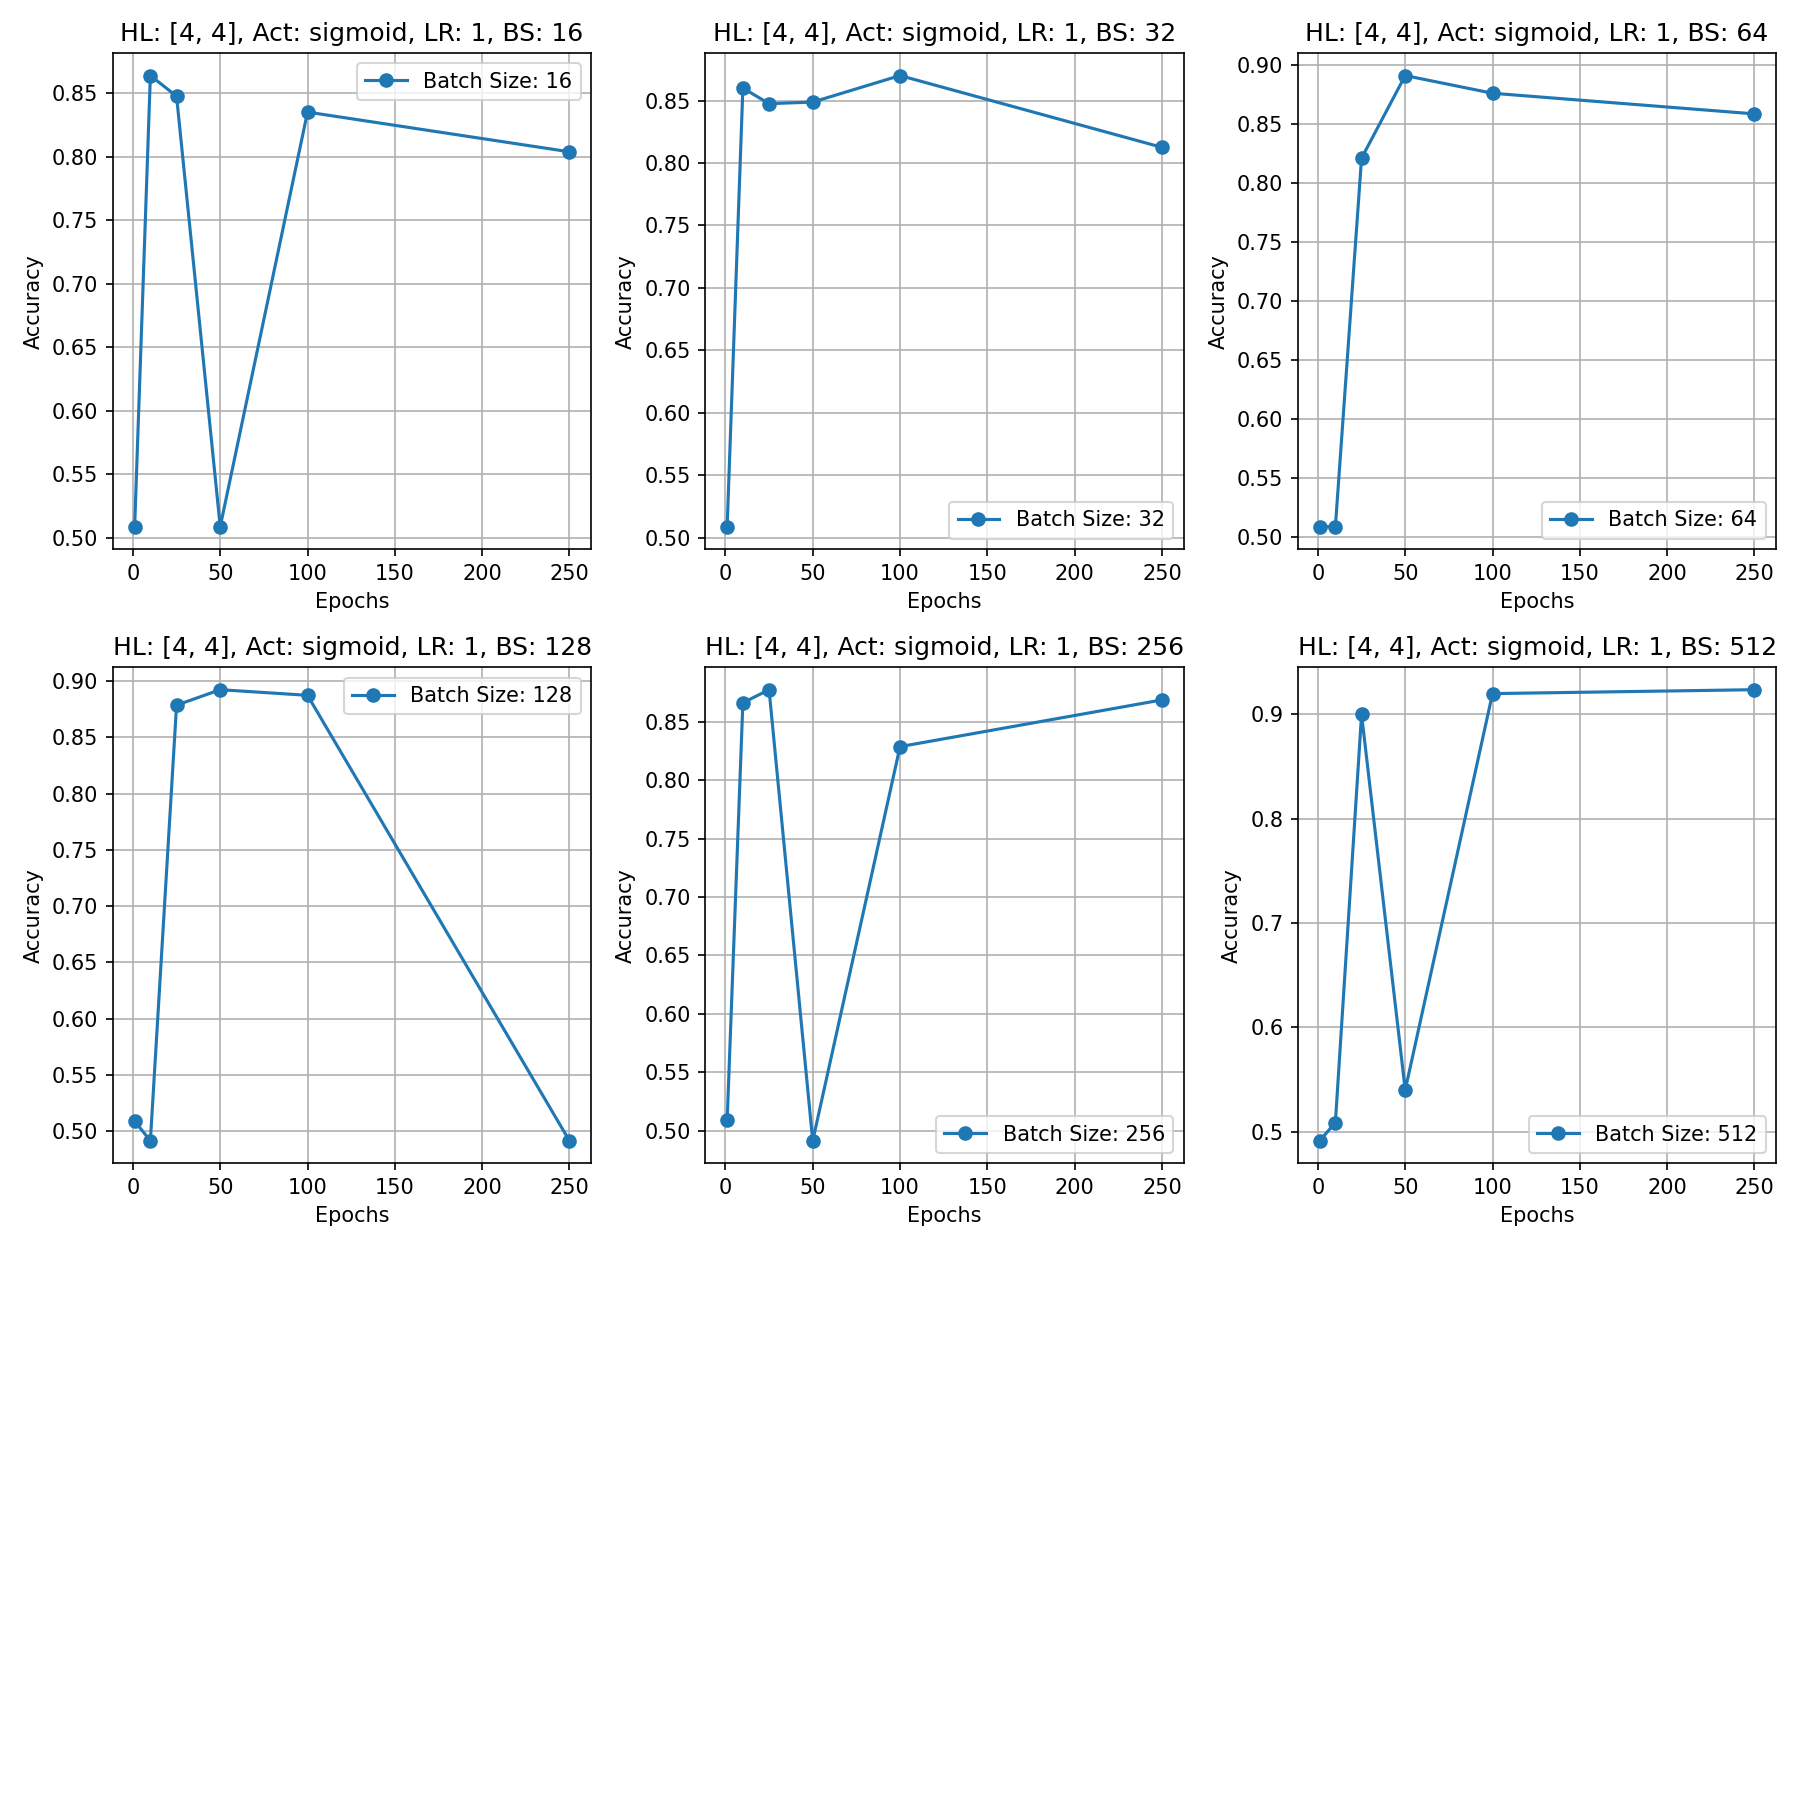 HL: [4, 4], Act: sigmoid, LR: 1, BS: 16
Batch Size: 16
Accuracy
0.85
0.80
0.75
0.70
0.65
0.60
0.55
0.50
0 50 100 150 200 250
Epochs
HL: [4, 4], Act: sigmoid, LR: 1, BS: 32
Batch Size: 32
Accuracy
0.85
0.80
0.75
0.70
0.65
0.60
0.55
0.50
0 50 100 150 200 250
Epochs
HL: [4, 4], Act: sigmoid, LR: 1, BS: 64
Batch Size: 64
Accuracy
0.90
0.85
0.80
0.75
0.70
0.65
0.60
0.55
0.50
0 50 100 150 200 250
Epochs
HL: [4, 4], Act: sigmoid, LR: 1, BS: 128
Batch Size: 128
Accuracy
0.90
0.85
0.80
0.75
0.70
0.65
0.60
0.55
0.50
0 50 100 150 200 250
Epochs
HL: [4, 4], Act: sigmoid, LR: 1, BS: 256
Batch Size: 256
Accuracy
0.85
0.80
0.75
0.70
0.65
0.60
0.55
0.50
0 50 100 150 200 250
Epochs
HL: [4, 4], Act: sigmoid, LR: 1, BS: 512
Batch Size: 512
Accuracy
0.9
0.8
0.7
0.6
0.5
0 50 100 150 200 250
Epochs